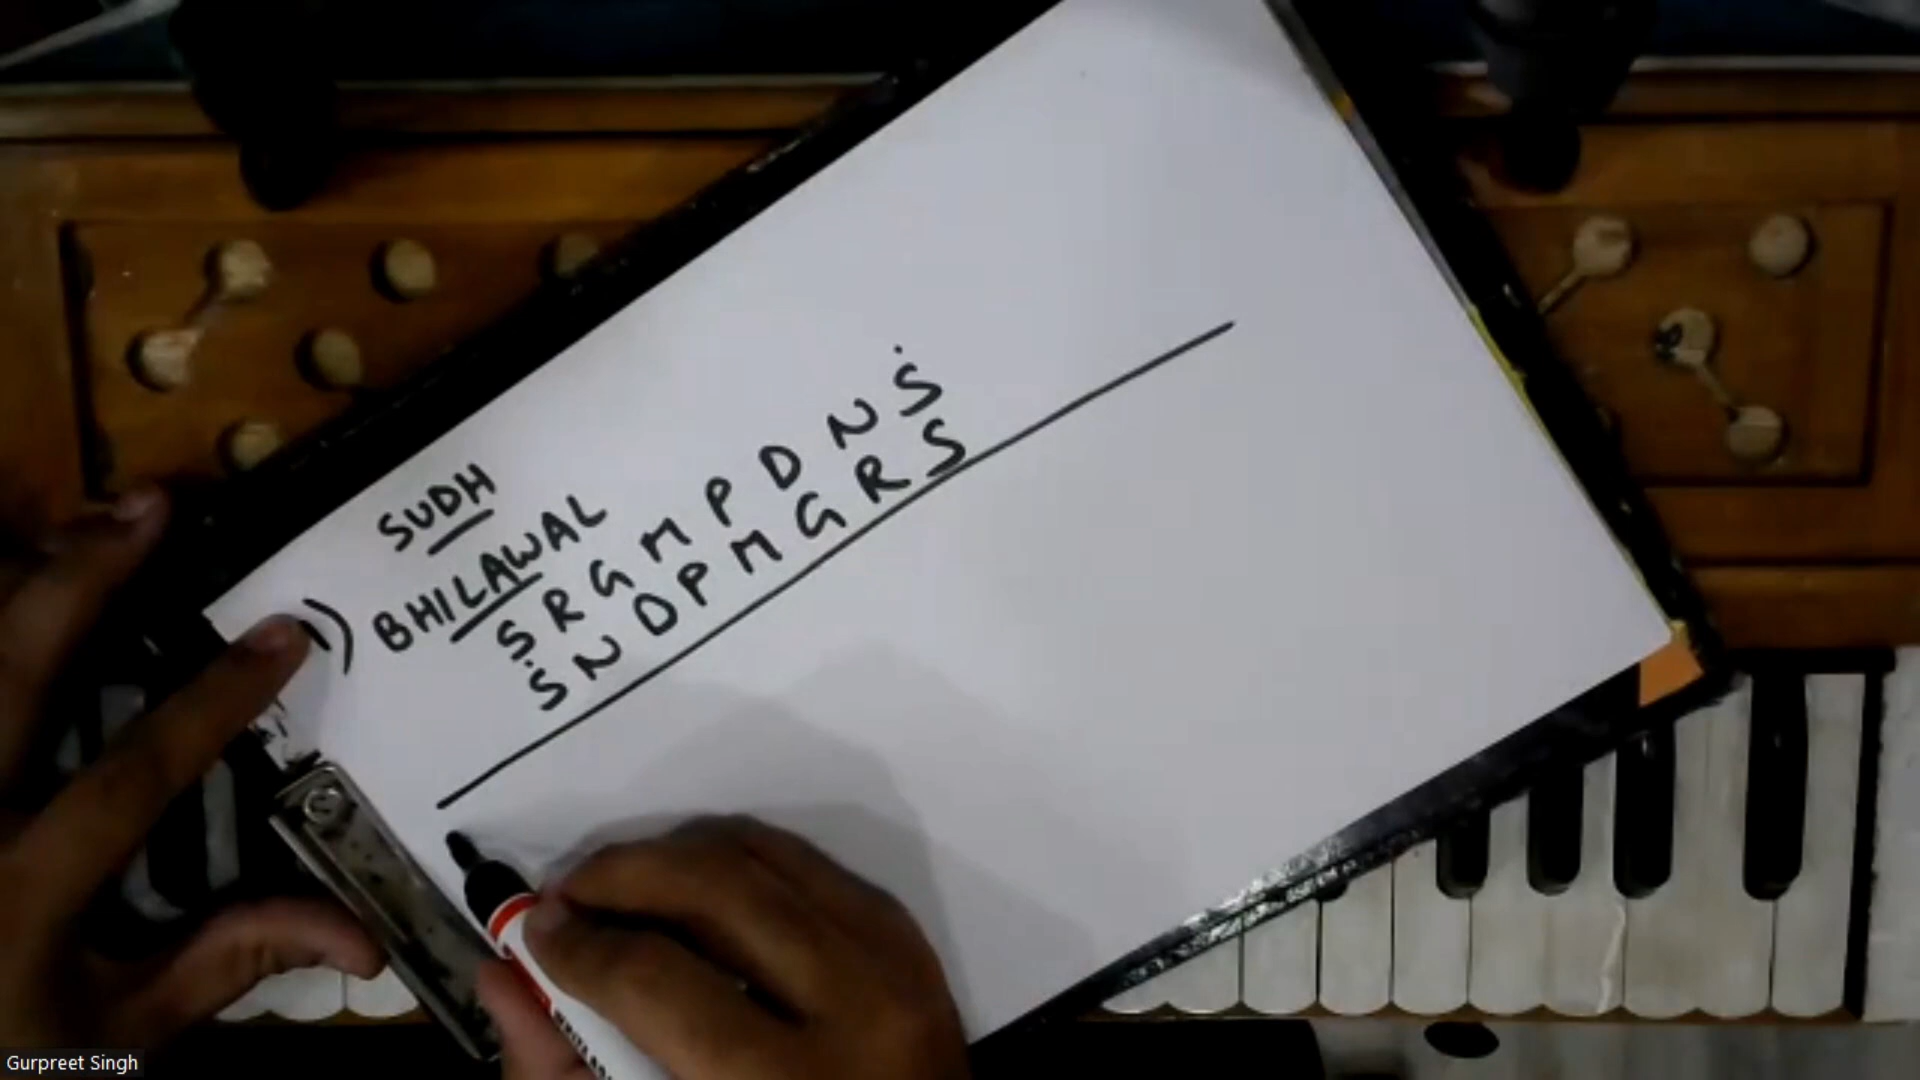 SUDH
1) BHILAWAL
S R G M P D N Ṡ
Ṡ N D P M G R S
Gurpreet Singh